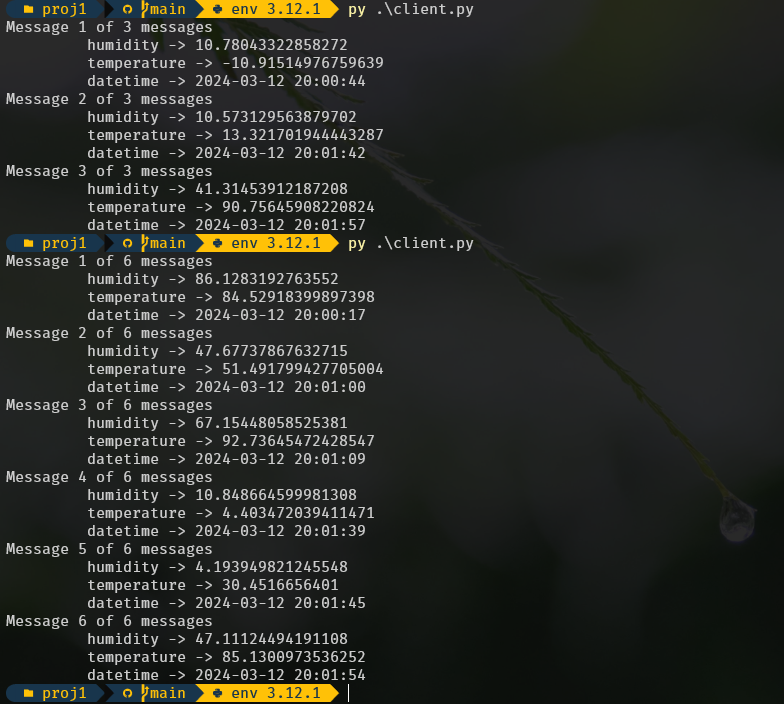 proj1 main env 3.12.1 py .\client.py
Message 1 of 3 messages
humidity -> 10.78043322858272
temperature -> -10.91514976759639
datetime -> 2024-03-12 20:00:44
Message 2 of 3 messages
humidity -> 10.573129563879702
temperature -> 13.321701944443287
datetime -> 2024-03-12 20:01:42
Message 3 of 3 messages
humidity -> 41.31453912187208
temperature -> 90.75645908220824
datetime -> 2024-03-12 20:01:57
proj1 main env 3.12.1 py .\client.py
Message 1 of 6 messages
humidity -> 86.1283192763552
temperature -> 84.52918399897398
datetime -> 2024-03-12 20:00:17
Message 2 of 6 messages
humidity -> 47.67737867632715
temperature -> 51.491799427705004
datetime -> 2024-03-12 20:01:00
Message 3 of 6 messages
humidity -> 67.15448058525381
temperature -> 92.73645472428547
datetime -> 2024-03-12 20:01:09
Message 4 of 6 messages
humidity -> 10.848664599981308
temperature -> 4.403472039411471
datetime -> 2024-03-12 20:01:39
Message 5 of 6 messages
humidity -> 4.193949821245548
temperature -> 30.4516656401
datetime -> 2024-03-12 20:01:45
Message 6 of 6 messages
humidity -> 47.11124494191108
temperature -> 85.1300973536252
datetime -> 2024-03-12 20:01:54
proj1 main env 3.12.1